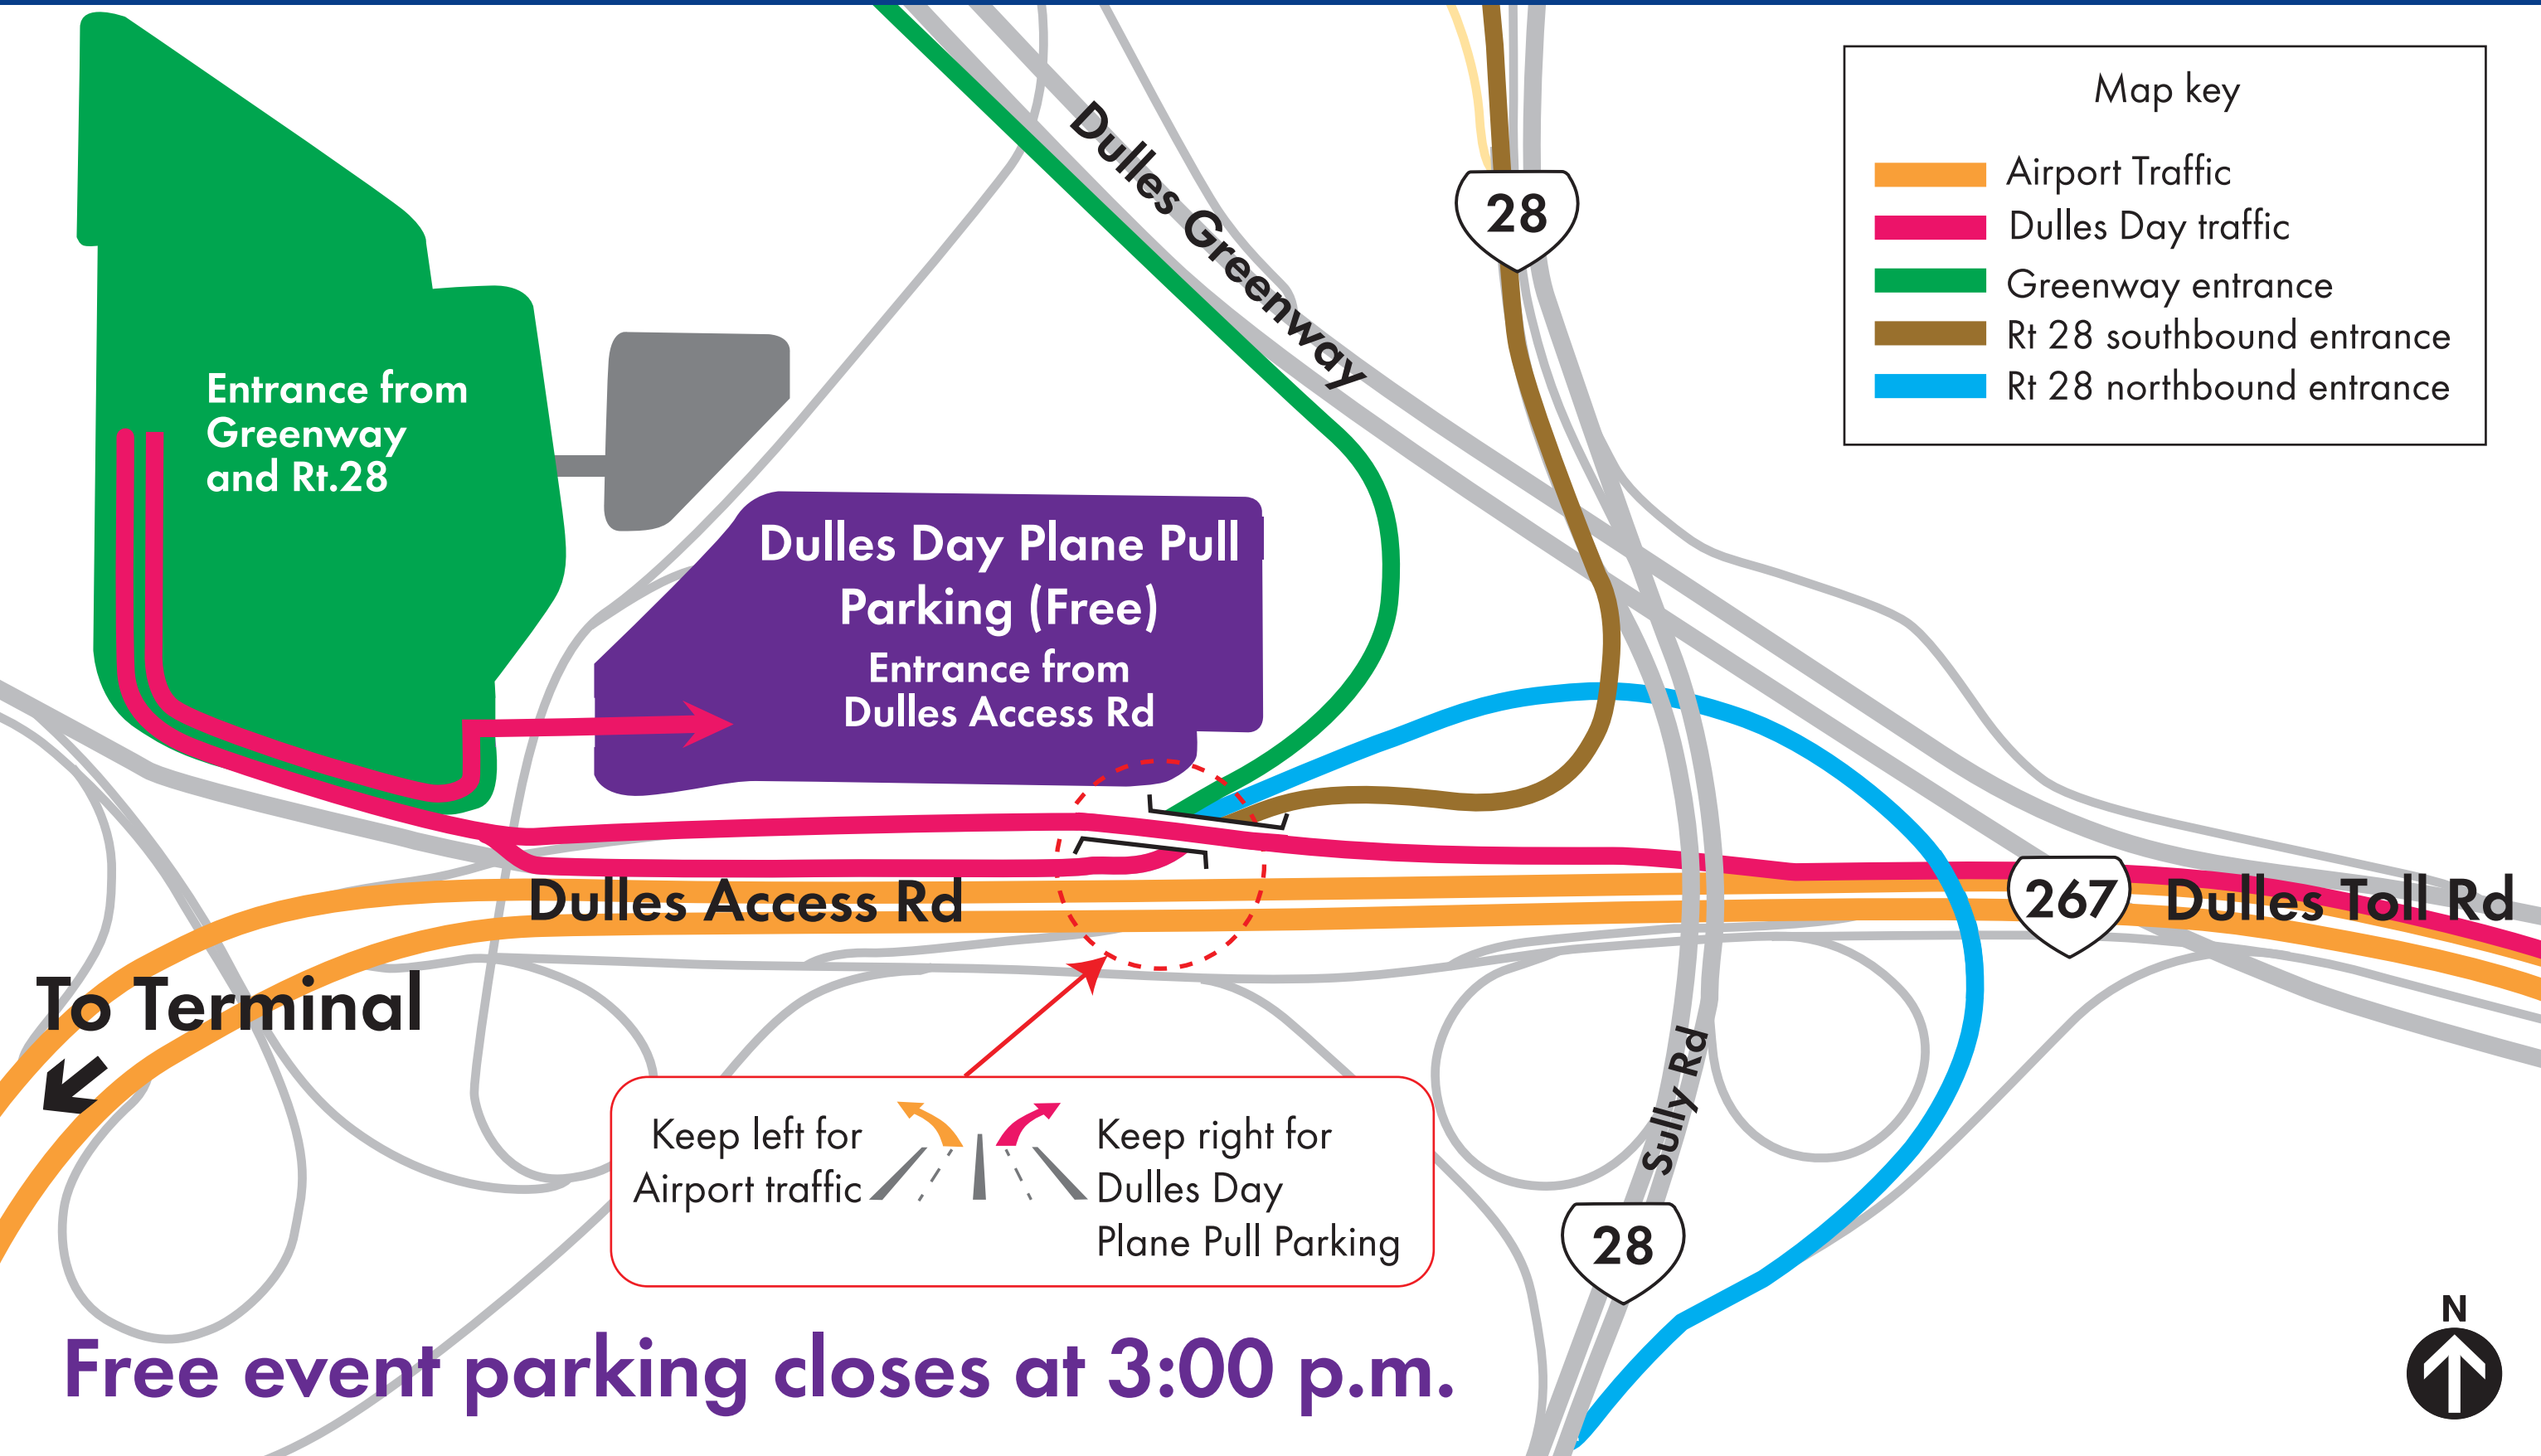 Map key
Airport Traffic
Dulles Day traffic
Greenway entrance
Rt 28 southbound entrance
Rt 28 northbound entrance
Dulles Greenway
28
Entrance from
Greenway
and Rt.28
Dulles Day Plane Pull
Parking (Free)
Entrance from
Dulles Access Rd
Dulles Access Rd
267
Dulles Toll Rd
To Terminal
Sully Rd
28
Keep left for
Airport traffic
Keep right for
Dulles Day
Plane Pull Parking
Free event parking closes at 3:00 p.m.
N